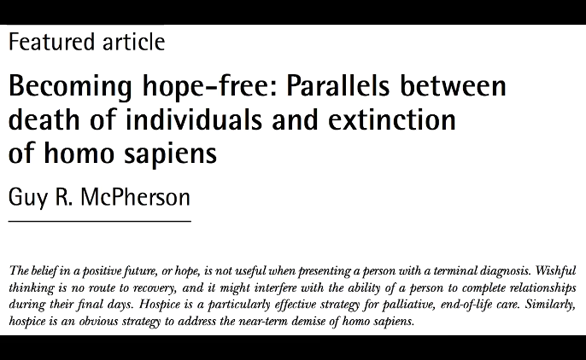 Featured article
Becoming hope-free: Parallels between
death of individuals and extinction
of homo sapiens
Guy R. McPherson
The belief in a positive future, or hope, is not useful when presenting a person with a terminal diagnosis. Wishful
thinking is no route to recovery, and it might interfere with the ability of a person to complete relationships
during their final days. Hospice is a particularly effective strategy for palliative, end-of-life care. Similarly,
hospice is an obvious strategy to address the near-term demise of homo sapiens.